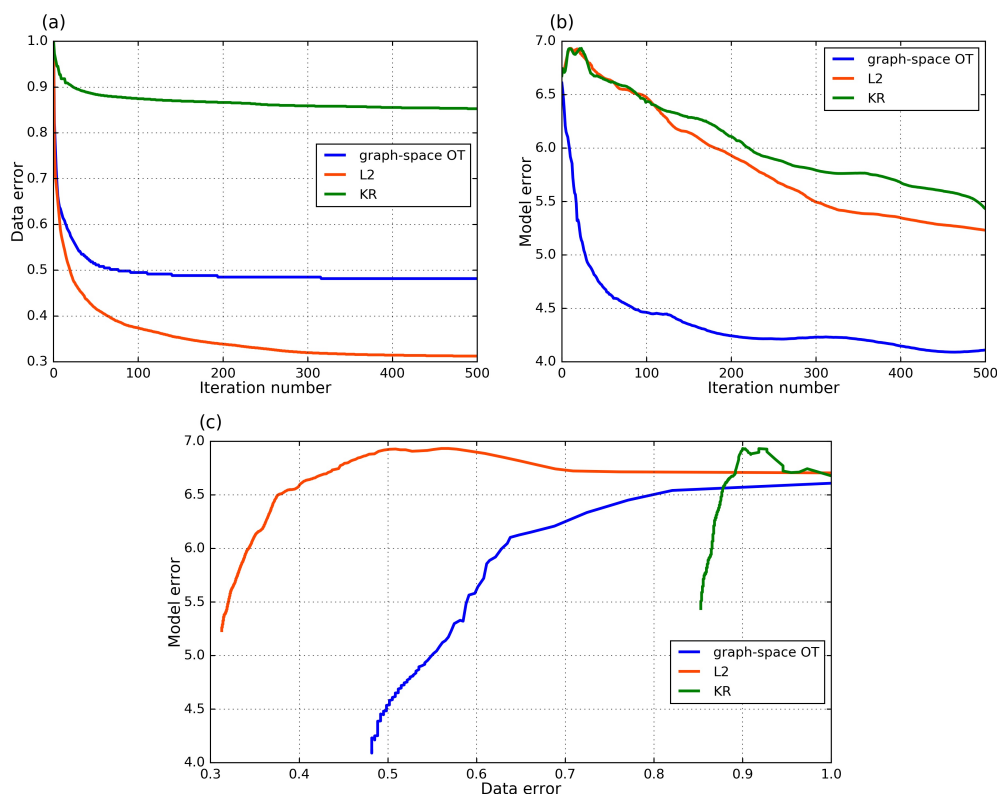 (a)
1.0
0.9
0.8
0.7
0.6
0.5
0.4
0.3
Data error
graph-space OT
L2
KR
0 100 200 300 400 500
Iteration number
(b)
7.0
6.5
6.0
5.5
5.0
4.5
4.0
Model error
graph-space OT
L2
KR
0 100 200 300 400 500
Iteration number
(c)
7.0
6.5
6.0
5.5
5.0
4.5
4.0
Model error
graph-space OT
L2
KR
0.3 0.4 0.5 0.6 0.7 0.8 0.9 1.0
Data error